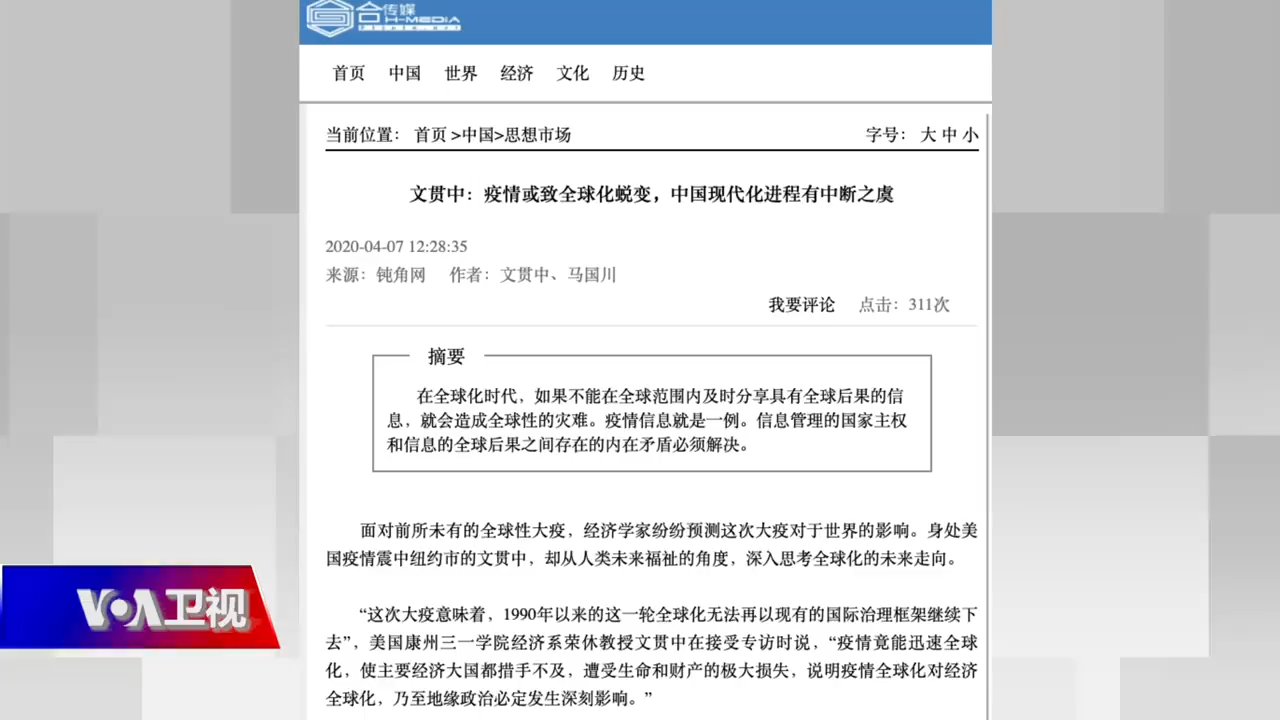 合传媒
H-MEDIA
首页 中国 世界 经济 文化 历史
当前位置： 首页 >中国>思想市场 字号： 大 中 小
文贯中：疫情或致全球化蜕变，中国现代化进程有中断之虞
2020-04-07 12:28:35
来源：钝角网 作者：文贯中、马国川
我要评论 点击：311次
摘要
在全球化时代，如果不能在全球范围内及时分享具有全球后果的信
息，就会造成全球性的灾难。疫情信息就是一例。信息管理的国家主权
和信息的全球后果之间存在的内在矛盾必须解决。
面对前所未有的全球性大疫，经济学家纷纷预测这次大疫对于世界的影响。身处美
国疫情震中纽约市的文贯中，却从人类未来福祉的角度，深入思考全球化的未来走向。
“这次大疫意味着，1990年以来的这一轮全球化无法再以现有的国际治理框架继续下
去”，美国康州三一学院经济系荣休教授文贯中在接受专访时说，“疫情竟能迅速全球
化，使主要经济大国都措手不及，遭受生命和财产的极大损失，说明疫情全球化对经济
全球化，乃至地缘政治必定发生深刻影响。”
VOA卫视